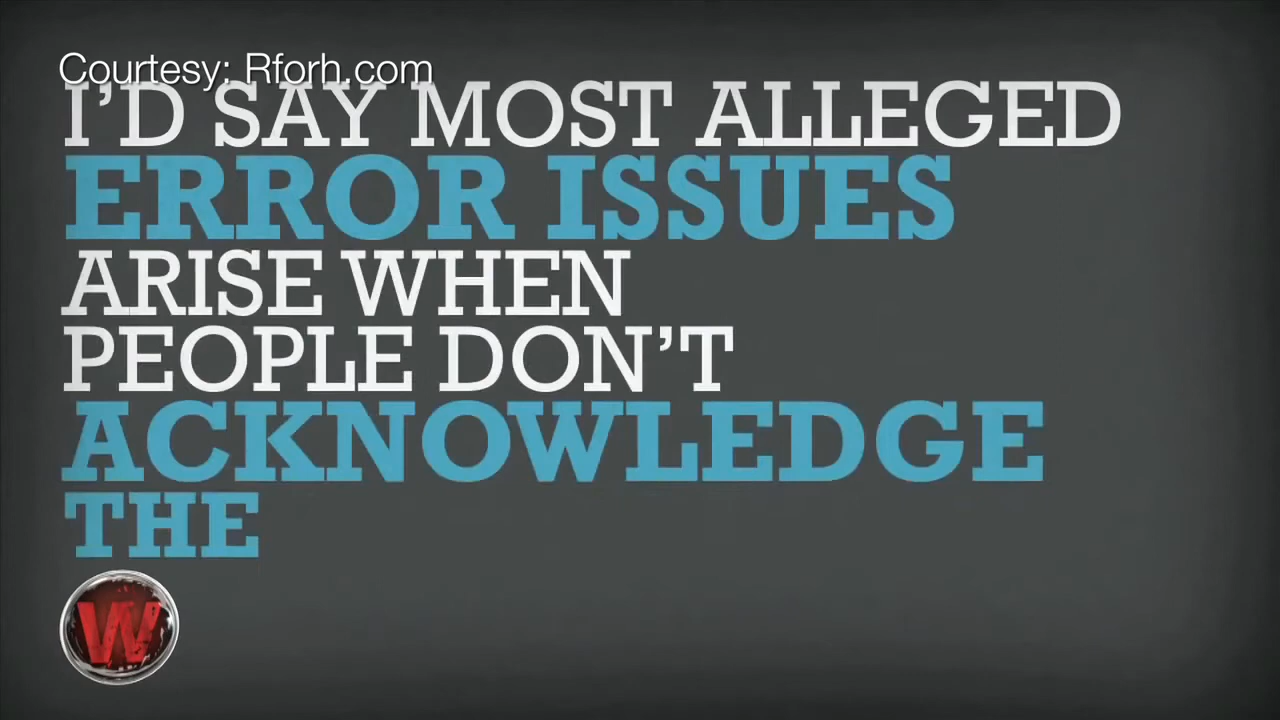 Courtesy: Rforh.com
I'D SAY MOST ALLEGED
ERROR ISSUES
ARISE WHEN
PEOPLE DON'T
ACKNOWLEDGE
THE
W